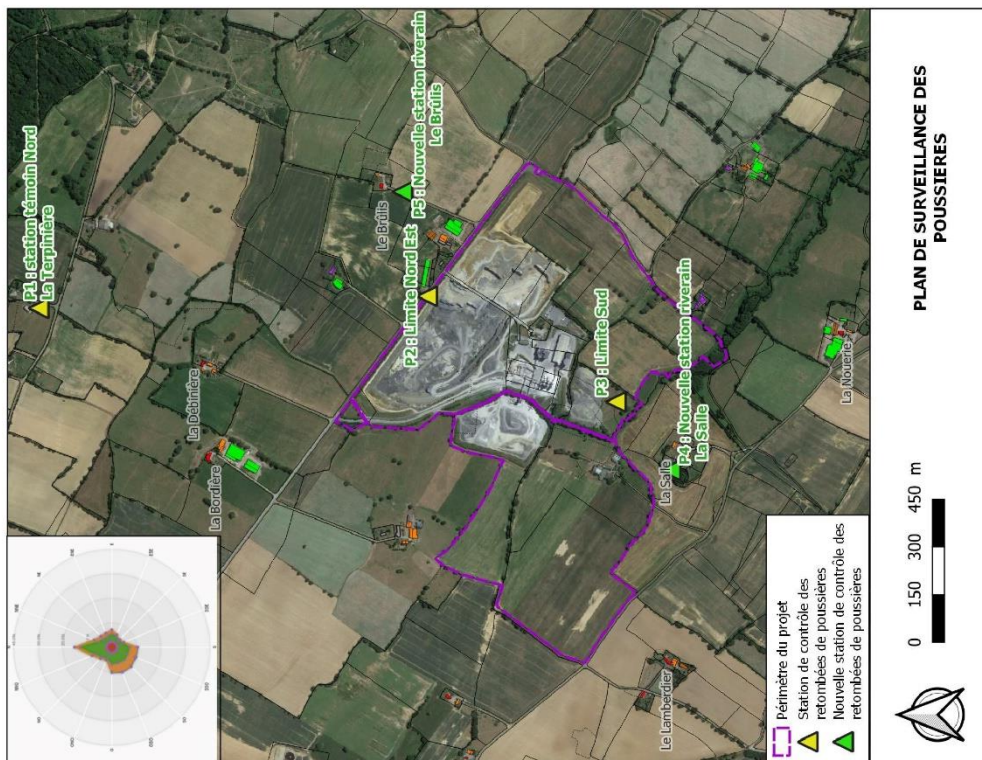 P1 : station témoin Nord
La Terpinière
La Débinière
La Bordière
Le Brûlis
P5 : Nouvelle station riverain
Le Brûlis
P2 : Limite Nord Est
P3 : Limite Sud
P4 : Nouvelle station riverain
La Salle
La Salle
La Nouerie
Le Lamberdier
Périmètre du projet
Station de contrôle des
retombées de poussières
Nouvelle station de contrôle des
retombées de poussières
0 150 300 450 m
PLAN DE SURVEILLANCE DES
POUSSIERES